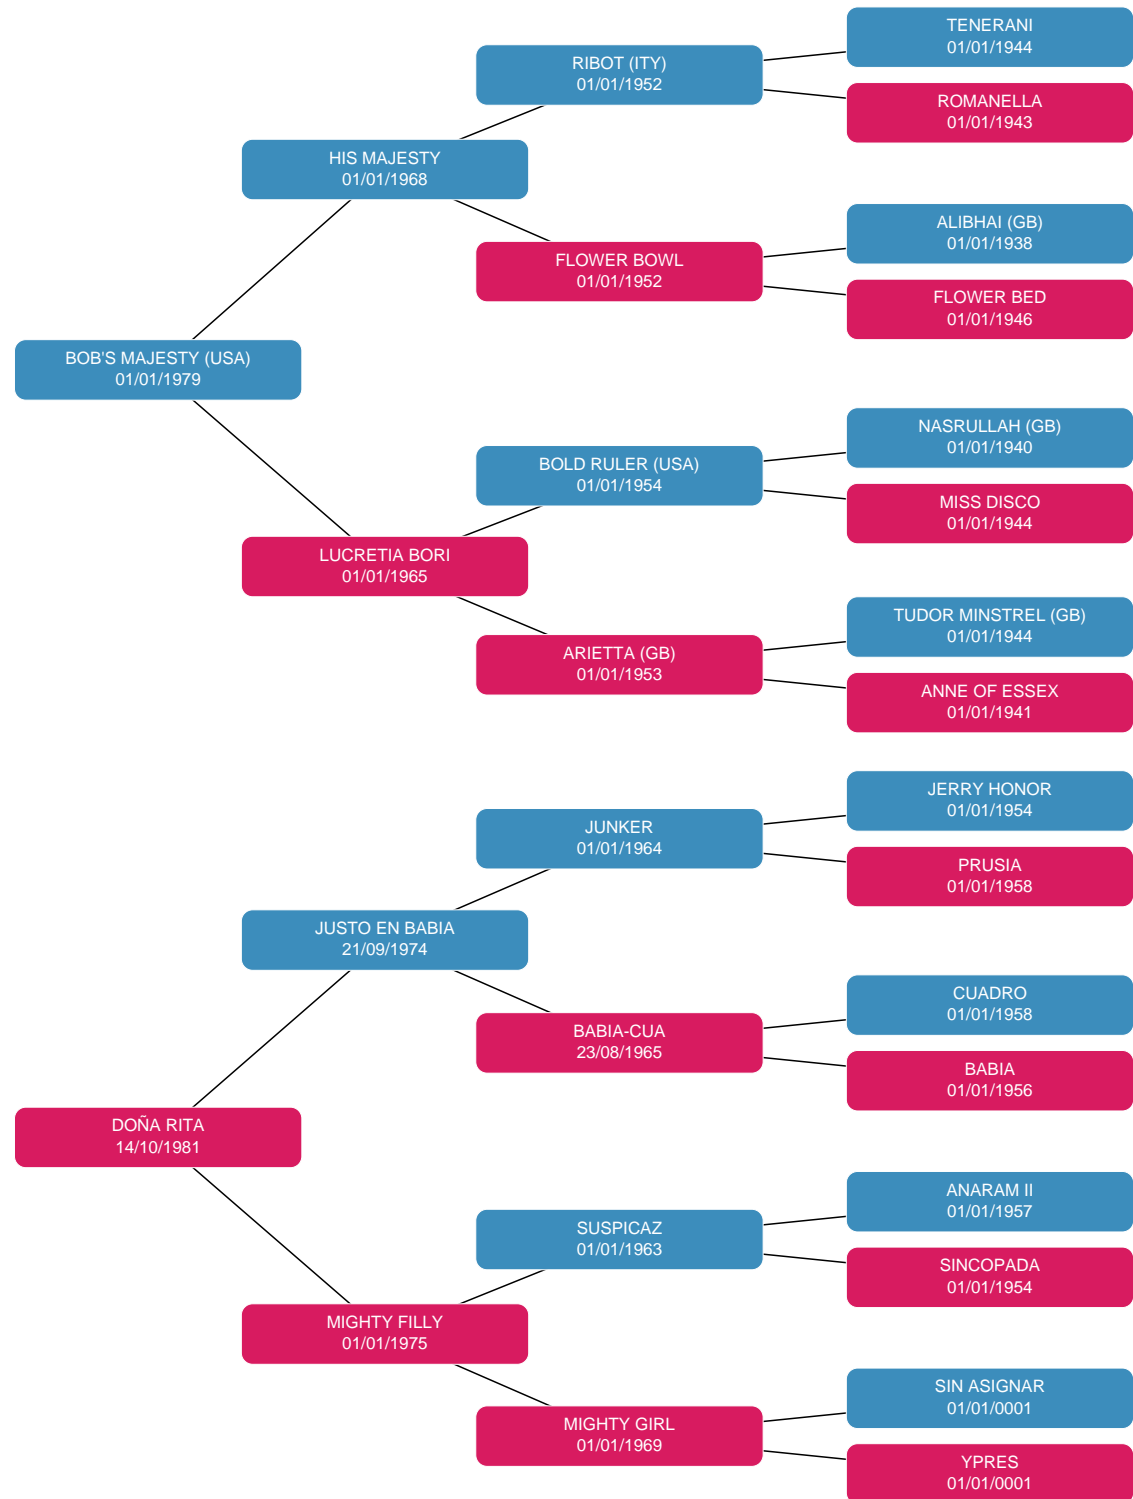 TENERANI
01/01/1944
RIBOT (ITY)
01/01/1952
ROMANELLA
01/01/1943
HIS MAJESTY
01/01/1968
ALIBHAI (GB)
01/01/1938
FLOWER BOWL
01/01/1952
FLOWER BED
01/01/1946
BOB'S MAJESTY (USA)
01/01/1979
NASRULLAH (GB)
01/01/1940
BOLD RULER (USA)
01/01/1954
MISS DISCO
01/01/1944
LUCRETIA BORI
01/01/1965
TUDOR MINSTREL (GB)
01/01/1944
ARIETTA (GB)
01/01/1953
ANNE OF ESSEX
01/01/1941
JERRY HONOR
01/01/1954
JUNKER
01/01/1964
PRUSIA
01/01/1958
JUSTO EN BABIA
21/09/1974
CUADRO
01/01/1958
BABIA-CUA
23/08/1965
BABIA
01/01/1956
DOÑA RITA
14/10/1981
ANARAM II
01/01/1957
SUSPICAZ
01/01/1963
SINCOPADA
01/01/1954
MIGHTY FILLY
01/01/1975
SIN ASIGNAR
01/01/0001
MIGHTY GIRL
01/01/1969
YPRES
01/01/0001